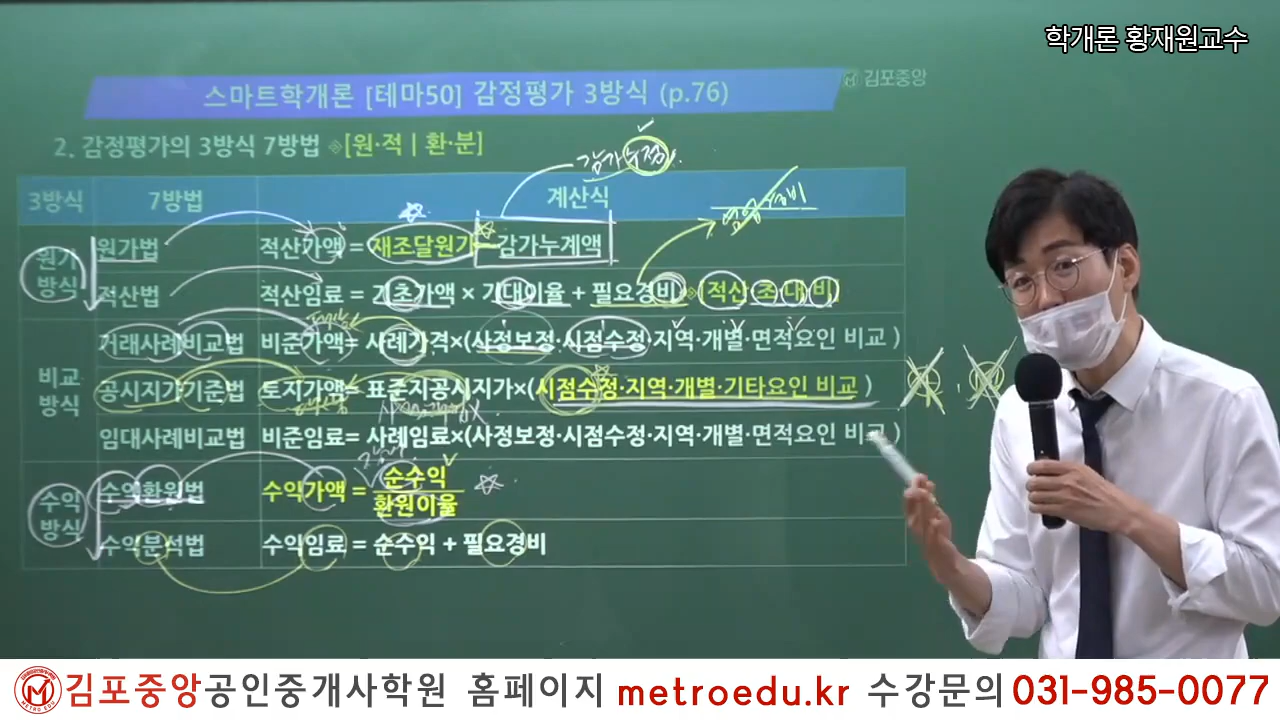 학개론 황재원교수
스마트학개론 [테마50] 감정평가 3방식 (p.76)
김포중앙
2. 감정평가의 3방식 7방법 [원·적 | 환·분]
감가누적
영업경비
3방식 7방법 계산식
원가방식
원가법 적산가액 = 재조달원가 - 감가누계액
적산법 적산임료 = 기초가액 × 기대이율 + 필요경비 (적산,초,대,비)
비교방식
거래사례비교법 비준가액= 사례가격×(사정보정·시점수정·지역·개별·면적요인 비교 )
공시지가기준법 토지가액= 표준지공시지가×(시점수정·지역·개별·기타요인 비교 )
임대사례비교법 비준임료= 사례임료×(사정보정·시점수정·지역·개별·면적요인 비교 )
수익방식
수익환원법 수익가액 = 순수익
환원이율
수익분석법 수익임료 = 순수익 + 필요경비
METRO EDU
김포중앙공인중개사학원 홈페이지 metroedu.kr 수강문의 031-985-0077